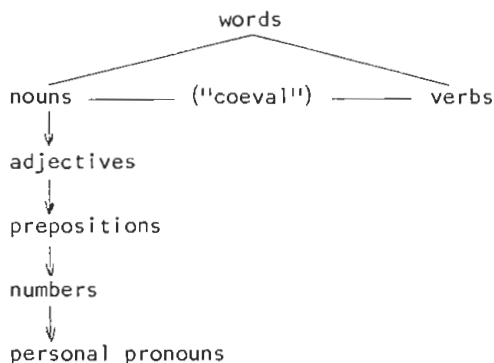 words
nouns ("coeval") verbs
adjectives
prepositions
numbers
personal pronouns